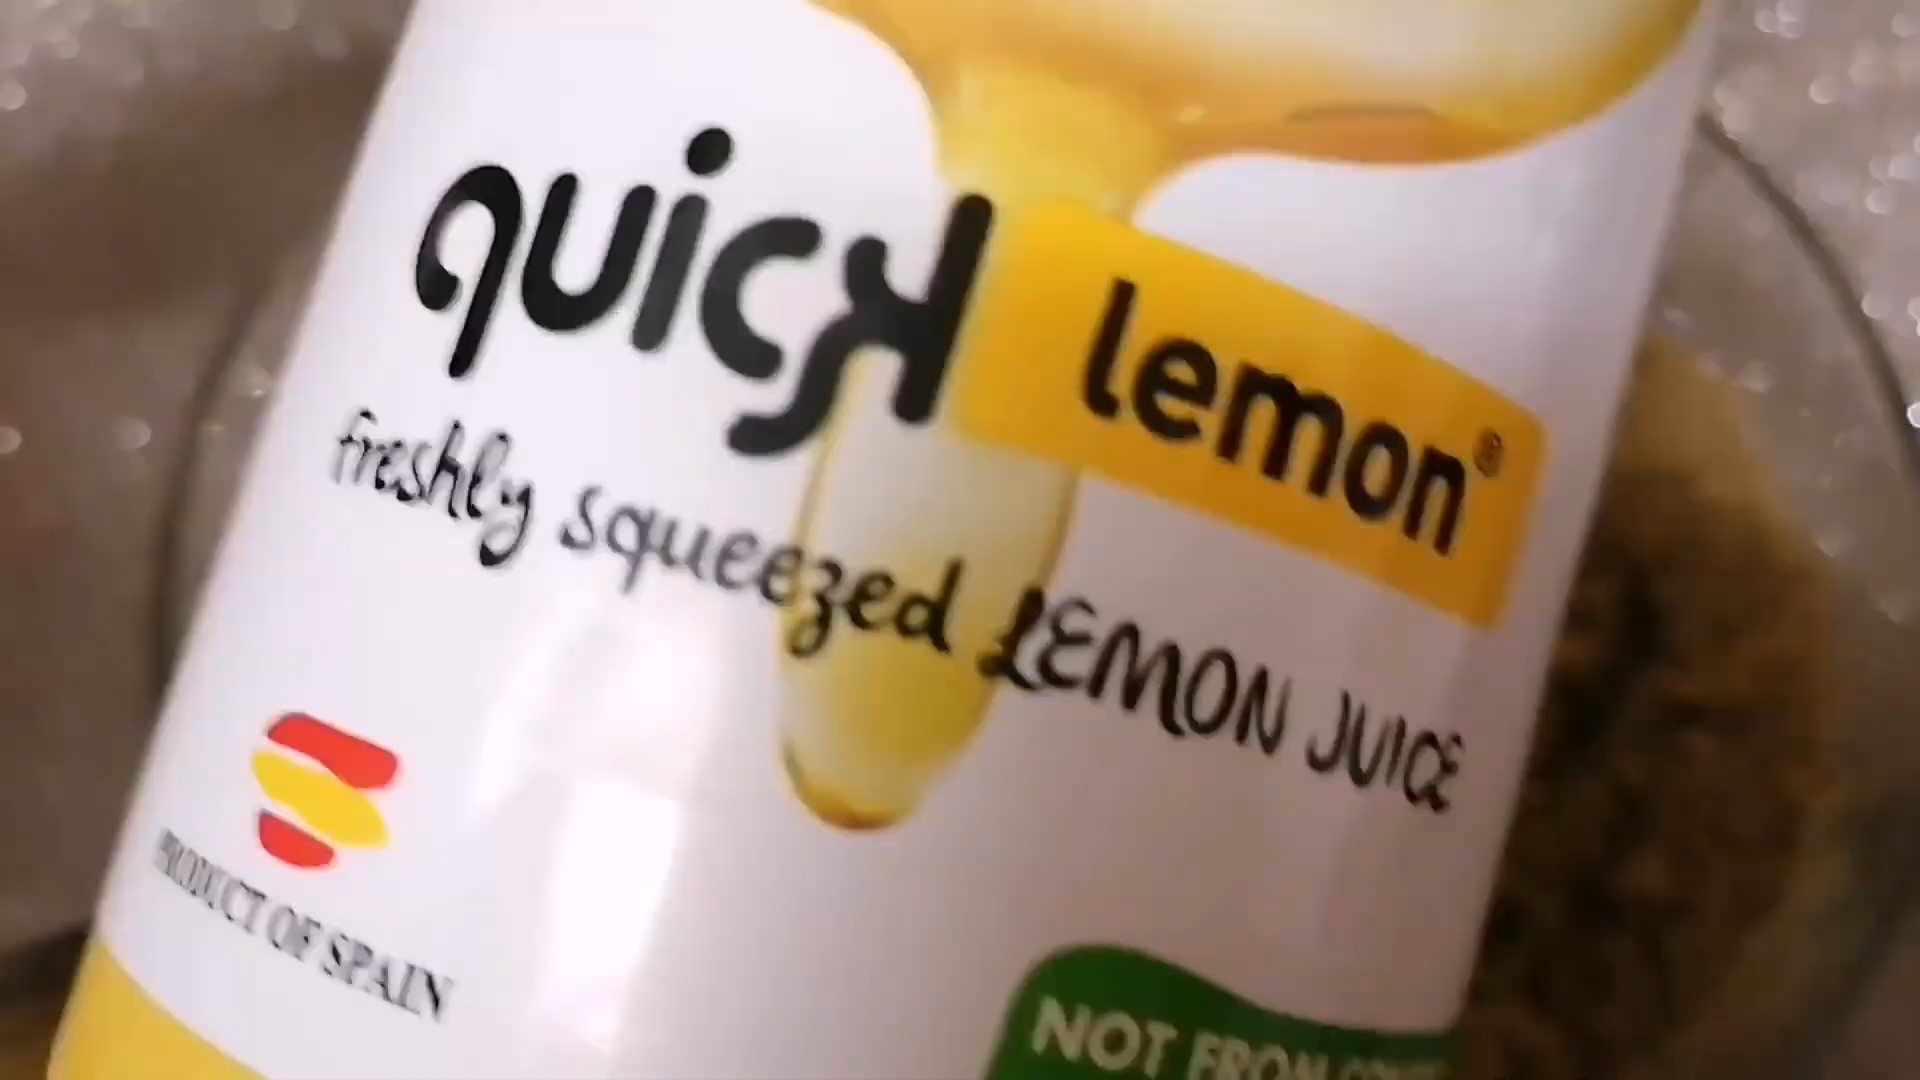 quick lemon®
freshly squeezed LEMON JUICE
PRODUCT OF SPAIN
NOT FROM